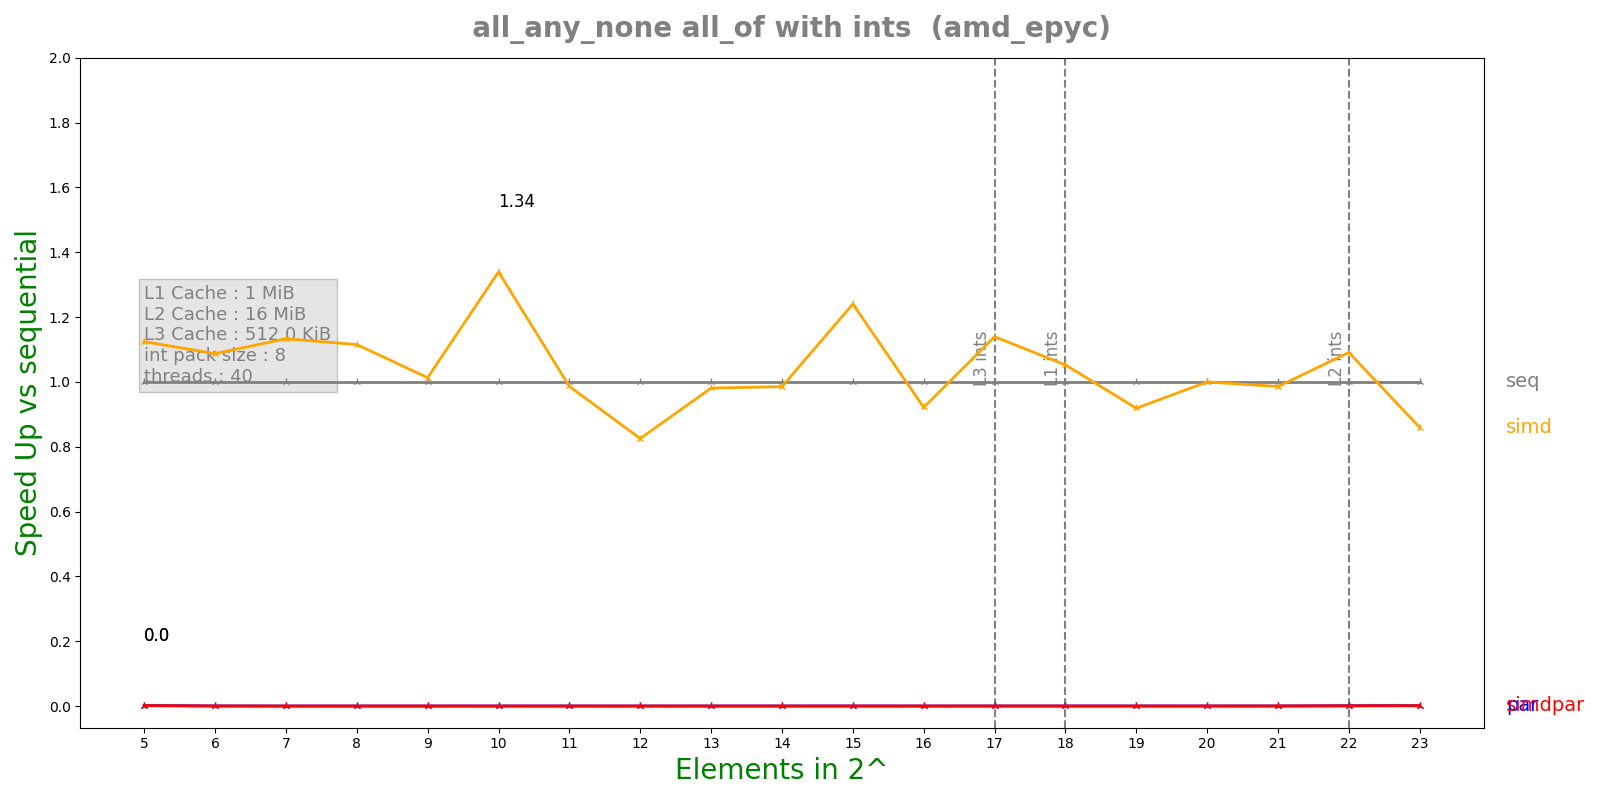 all_any_none all_of with ints  (amd_epyc)
Speed Up vs sequential
2.0
1.8
1.6
1.4
1.2
1.0
0.8
0.6
0.4
0.2
0.0
1.34
L1 Cache : 1 MiB
L2 Cache : 16 MiB
L3 Cache : 512.0 KiB
int pack size : 8
threads : 40
0.0
L3 ints
L1 ints
L2 ints
seq
simd
par
simdpar
5 6 7 8 9 10 11 12 13 14 15 16 17 18 19 20 21 22 23
Elements in 2^